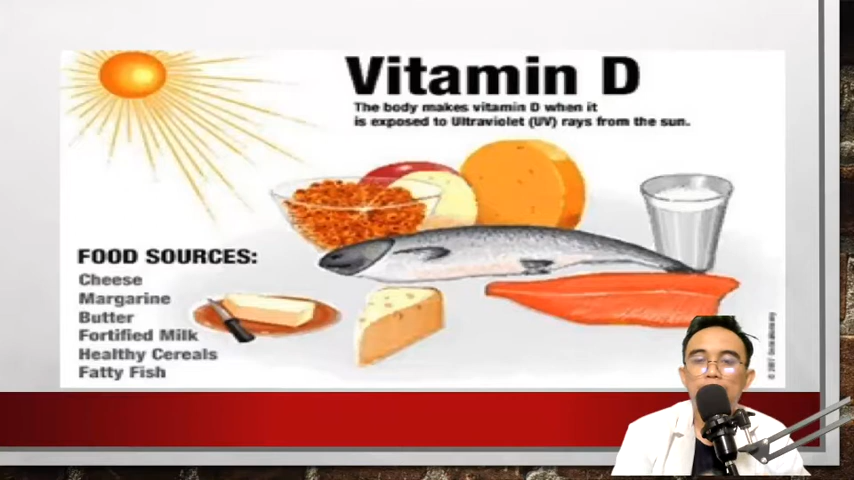 Vitamin D
The body makes vitamin D when it
is exposed to Ultraviolet (UV) rays from the sun.
FOOD SOURCES:
Cheese
Margarine
Butter
Fortified Milk
Healthy Cereals
Fatty Fish